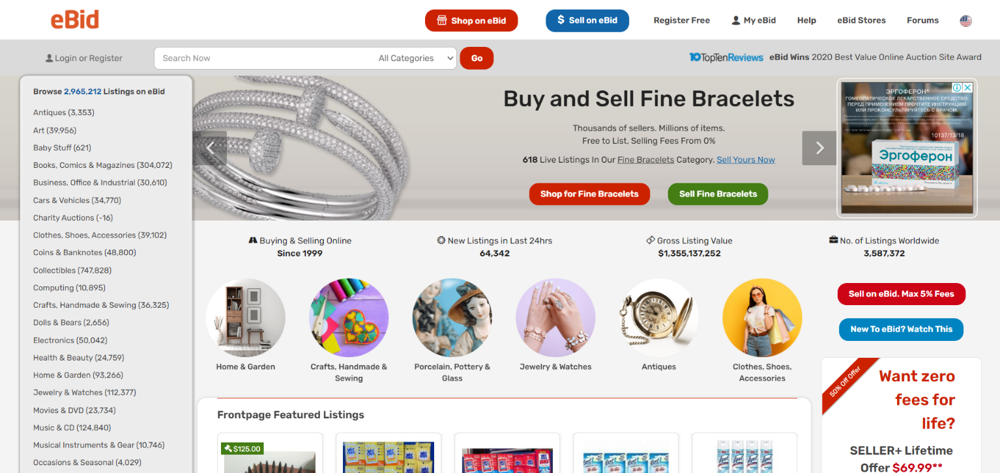 eBid
Shop on eBid
$ Sell on eBid
Register Free
My eBid
Help
eBid Stores
Forums
Login or Register
Search Now
All Categories
Go
10 TopTenReviews eBid Wins 2020 Best Value Online Auction Site Award
Browse 2,965,212 Listings on eBid
Antiques (3,353)
Art (39,956)
Baby Stuff (621)
Books, Comics & Magazines (304,072)
Business, Office & Industrial (30,610)
Cars & Vehicles (34,770)
Charity Auctions (-16)
Clothes, Shoes, Accessories (39,102)
Coins & Banknotes (48,800)
Collectibles (747,828)
Computing (10,895)
Crafts, Handmade & Sewing (36,325)
Dolls & Bears (2,656)
Electronics (50,042)
Health & Beauty (24,759)
Home & Garden (93,266)
Jewelry & Watches (112,377)
Movies & DVD (23,734)
Music & CD (124,840)
Musical Instruments & Gear (10,746)
Occasions & Seasonal (4,029)
Buy and Sell Fine Bracelets
Thousands of sellers. Millions of items.
Free to List, Selling Fees From 0%
618 Live Listings In Our Fine Bracelets Category. Sell Yours Now
Shop for Fine Bracelets
Sell Fine Bracelets
ЭРГОФЕРОН*
ГОМЕОПАТИЧЕСКОЕ ЛЕКАРСТВЕННОЕ СРЕДСТВО.
ПЕРЕД ПРИМЕНЕНИЕМ ПРОЧТИТЕ ИНСТРУКЦИЮ
ИЛИ ПРОКОНСУЛЬТИРУЙТЕСЬ С ВРАЧОМ.
10137/13/18
Эргоферон
Buying & Selling Online
Since 1999
New Listings in Last 24hrs
64,342
Gross Listing Value
$1,355,137,252
No. of Listings Worldwide
3,587,372
Home & Garden
Crafts, Handmade &
Sewing
Porcelain, Pottery &
Glass
Jewelry & Watches
Antiques
Clothes, Shoes,
Accessories
Sell on eBid. Max 5% Fees
New To eBid? Watch This
50% Off Offer
Want zero
fees for
life?
SELLER+ Lifetime
Offer $69.99**
Frontpage Featured Listings
$125.00